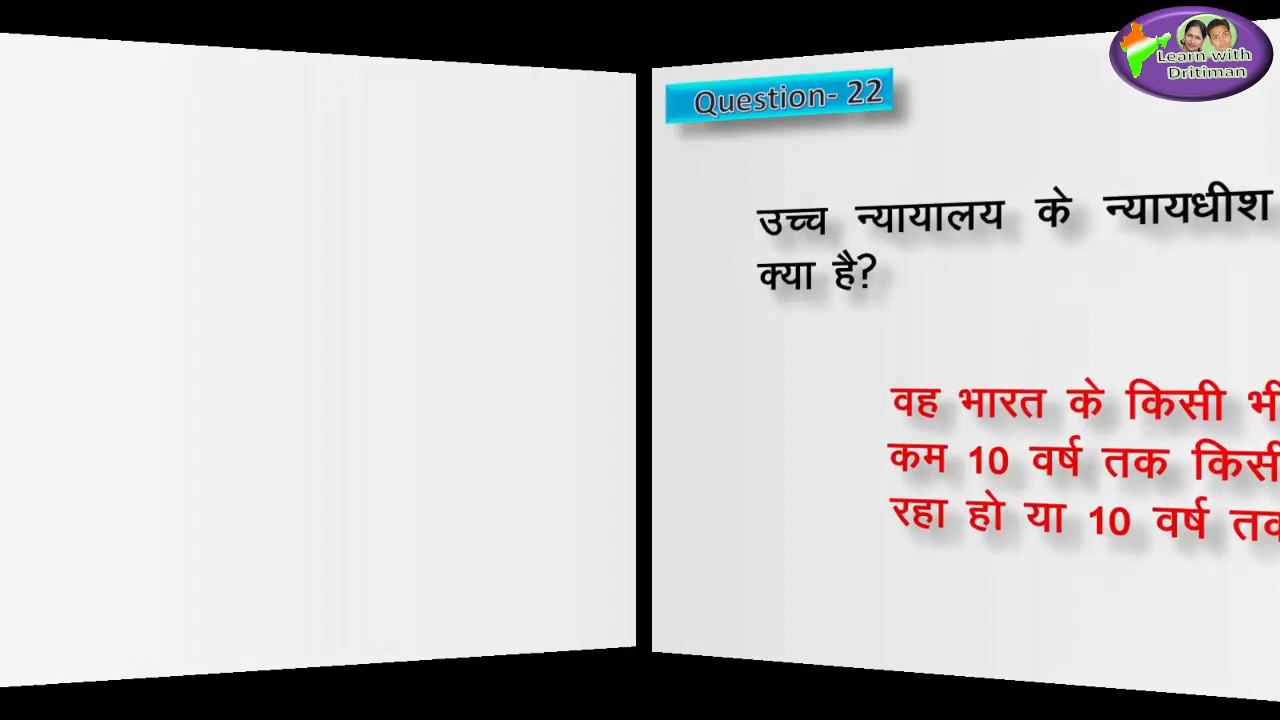 Learn with
Dritiman
Question- 22
उच्च न्यायालय के न्यायधीश
क्या है?
वह भारत के किसी
कम 10 वर्ष तक किसी
रहा हो या 10 वर्ष